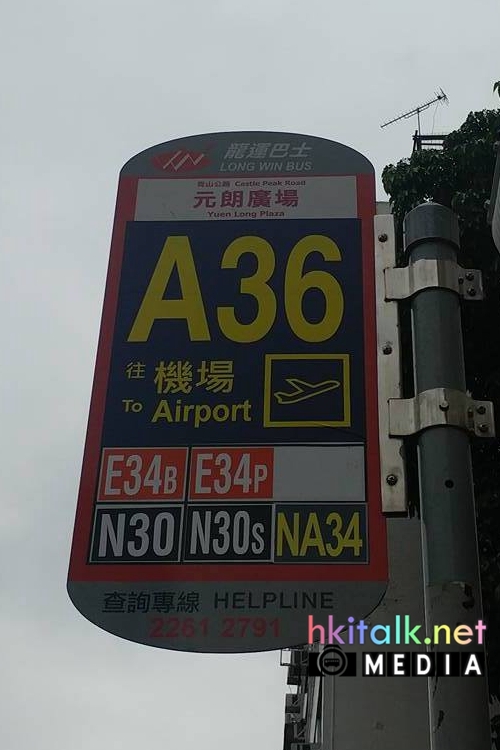 龍運巴士
LONG WIN BUS
青山公路 Castle Peak Road
元朗廣場
Yuen Long Plaza
A36
往 機場
To Airport
E34B E34P
N30 N30S NA34
查詢專線 HELPLINE
2261 2791
hkitalk.net
MEDIA